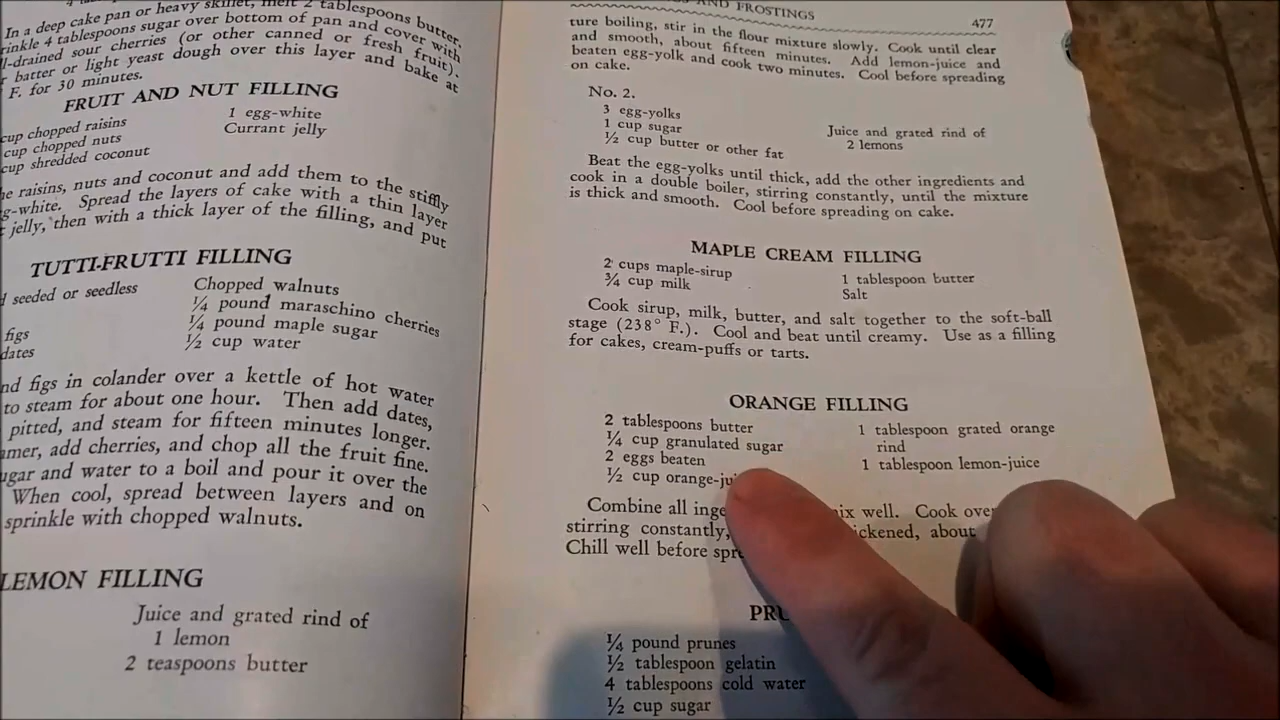 In a deep cake pan or heavy skillet, melt 2 tablespoons butter.
rinkle 4 tablespoons sugar over bottom of pan and cover with
ll-drained sour cherries (or other canned or fresh fruit).
r batter or light yeast dough over this layer and bake at
F. for 30 minutes.
FRUIT AND NUT FILLING
cup chopped raisins
cup chopped nuts
cup shredded coconut
1 egg-white
Currant jelly
he raisins, nuts and coconut and add them to the stiffly
g-white. Spread the layers of cake with a thin layer
t jelly, then with a thick layer of the filling, and put
TUTTI-FRUTTI FILLING
d seeded or seedless
figs
dates
Chopped walnuts
¼ pound maraschino cherries
¼ pound maple sugar
½ cup water
nd figs in colander over a kettle of hot water
to steam for about one hour. Then add dates,
pitted, and steam for fifteen minutes longer.
mer, add cherries, and chop all the fruit fine.
ugar and water to a boil and pour it over the
When cool, spread between layers and on
sprinkle with chopped walnuts.
LEMON FILLING
Juice and grated rind of
1 lemon
2 teaspoons butter
AND FROSTINGS
477
ture boiling, stir in the flour mixture slowly. Cook until clear
and smooth, about fifteen minutes. Add lemon-juice and
beaten egg-yolk and cook two minutes. Cool before spreading
on cake.
No. 2.
3 egg-yolks
1 cup sugar
½ cup butter or other fat
Juice and grated rind of
2 lemons
Beat the egg-yolks until thick, add the other ingredients and
cook in a double boiler, stirring constantly, until the mixture
is thick and smooth. Cool before spreading on cake.
MAPLE CREAM FILLING
2 cups maple-sirup
¾ cup milk
1 tablespoon butter
Salt
Cook sirup, milk, butter, and salt together to the soft-ball
stage (238° F.). Cool and beat until creamy. Use as a filling
for cakes, cream-puffs or tarts.
ORANGE FILLING
2 tablespoons butter
¼ cup granulated sugar
2 eggs beaten
½ cup orange-jui
1 tablespoon grated orange
rind
1 tablespoon lemon-juice
Combine all inge ix well. Cook over
stirring constantly, ickened, about
Chill well before spre
PRU
¼ pound prunes
½ tablespoon gelatin
4 tablespoons cold water
½ cup sugar